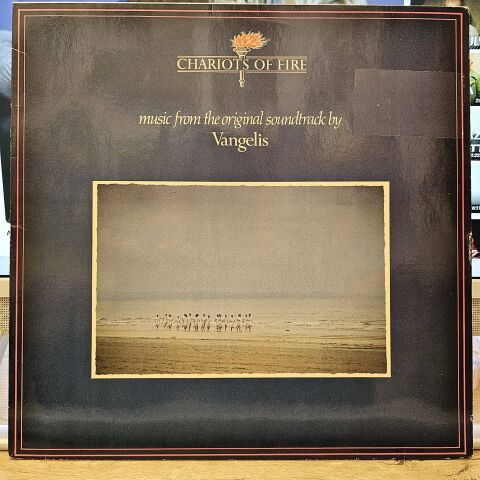 CHARIOTS OF FIRE
music from the original soundtrack by
Vangelis